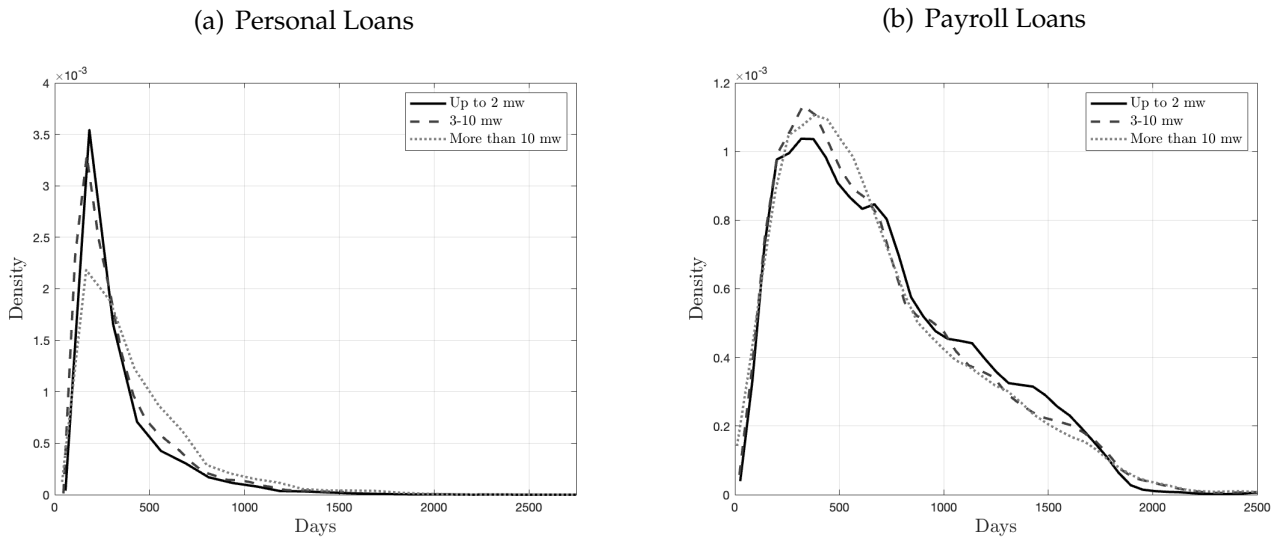 (a) Personal Loans
×10⁻³
4
3.5
3
2.5
2
1.5
1
0.5
0
Density
Up to 2 mw
3-10 mw
More than 10 mw
0 500 1000 1500 2000 2500
Days
(b) Payroll Loans
×10⁻³
1.2
1
0.8
0.6
0.4
0.2
0
Density
Up to 2 mw
3-10 mw
More than 10 mw
0 500 1000 1500 2000 2500
Days